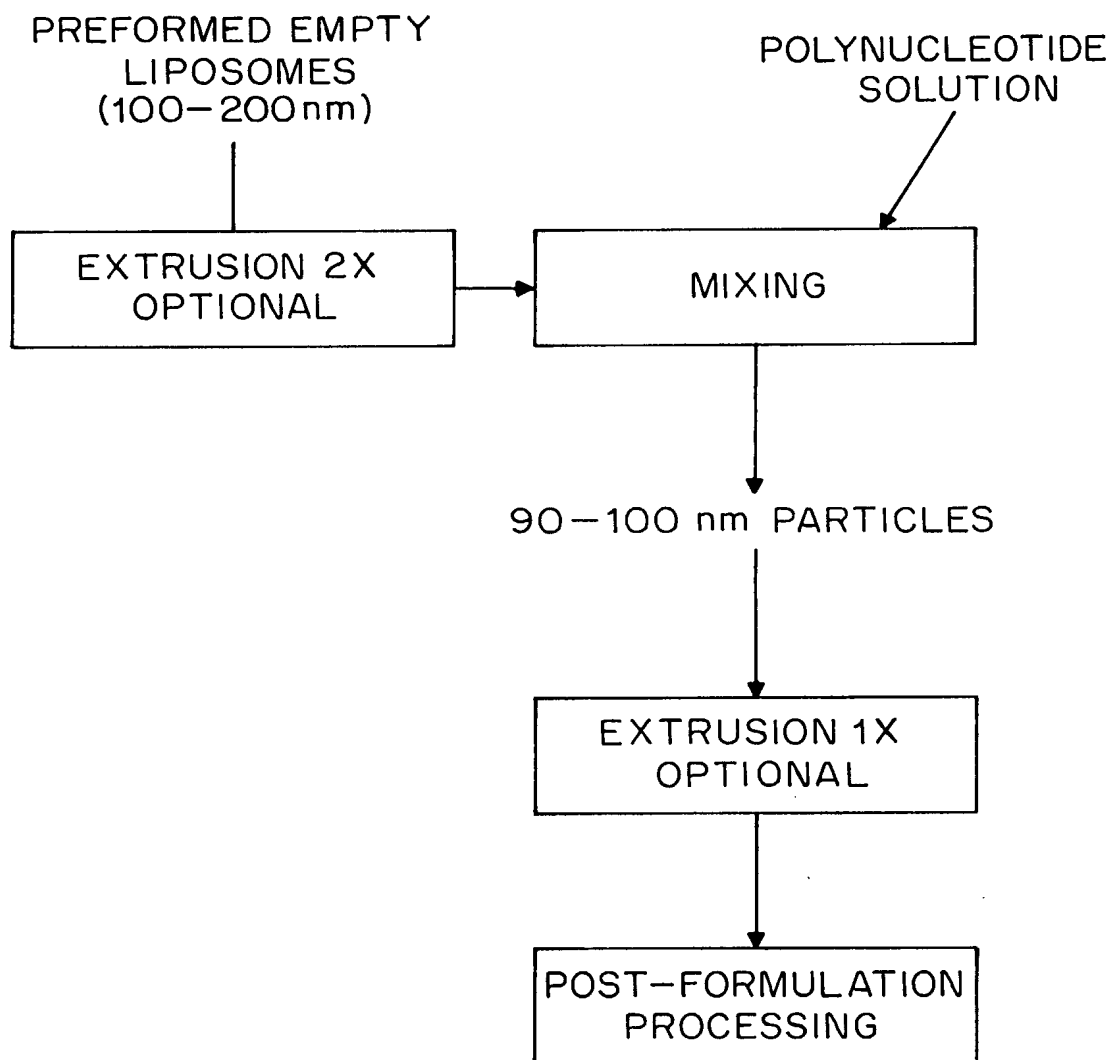 PREFORMED EMPTY
LIPOSOMES
(100-200nm)
POLYNUCLEOTIDE
SOLUTION
EXTRUSION 2X
OPTIONAL
MIXING
90-100 nm PARTICLES
EXTRUSION 1X
OPTIONAL
POST-FORMULATION
PROCESSING